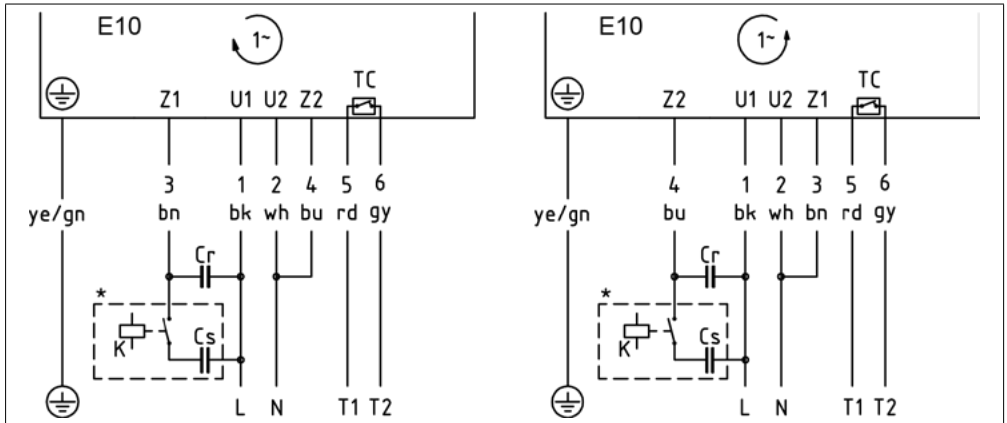 E10 1~
TC
Z1 U1 U2 Z2
3 1 2 4 5 6
ye/gn bn bk wh bu rd gy
Cr
*
K Cs
L N T1 T2
E10 1~
TC
Z2 U1 U2 Z1
4 1 2 3 5 6
ye/gn bu bk wh bn rd gy
Cr
*
K Cs
L N T1 T2